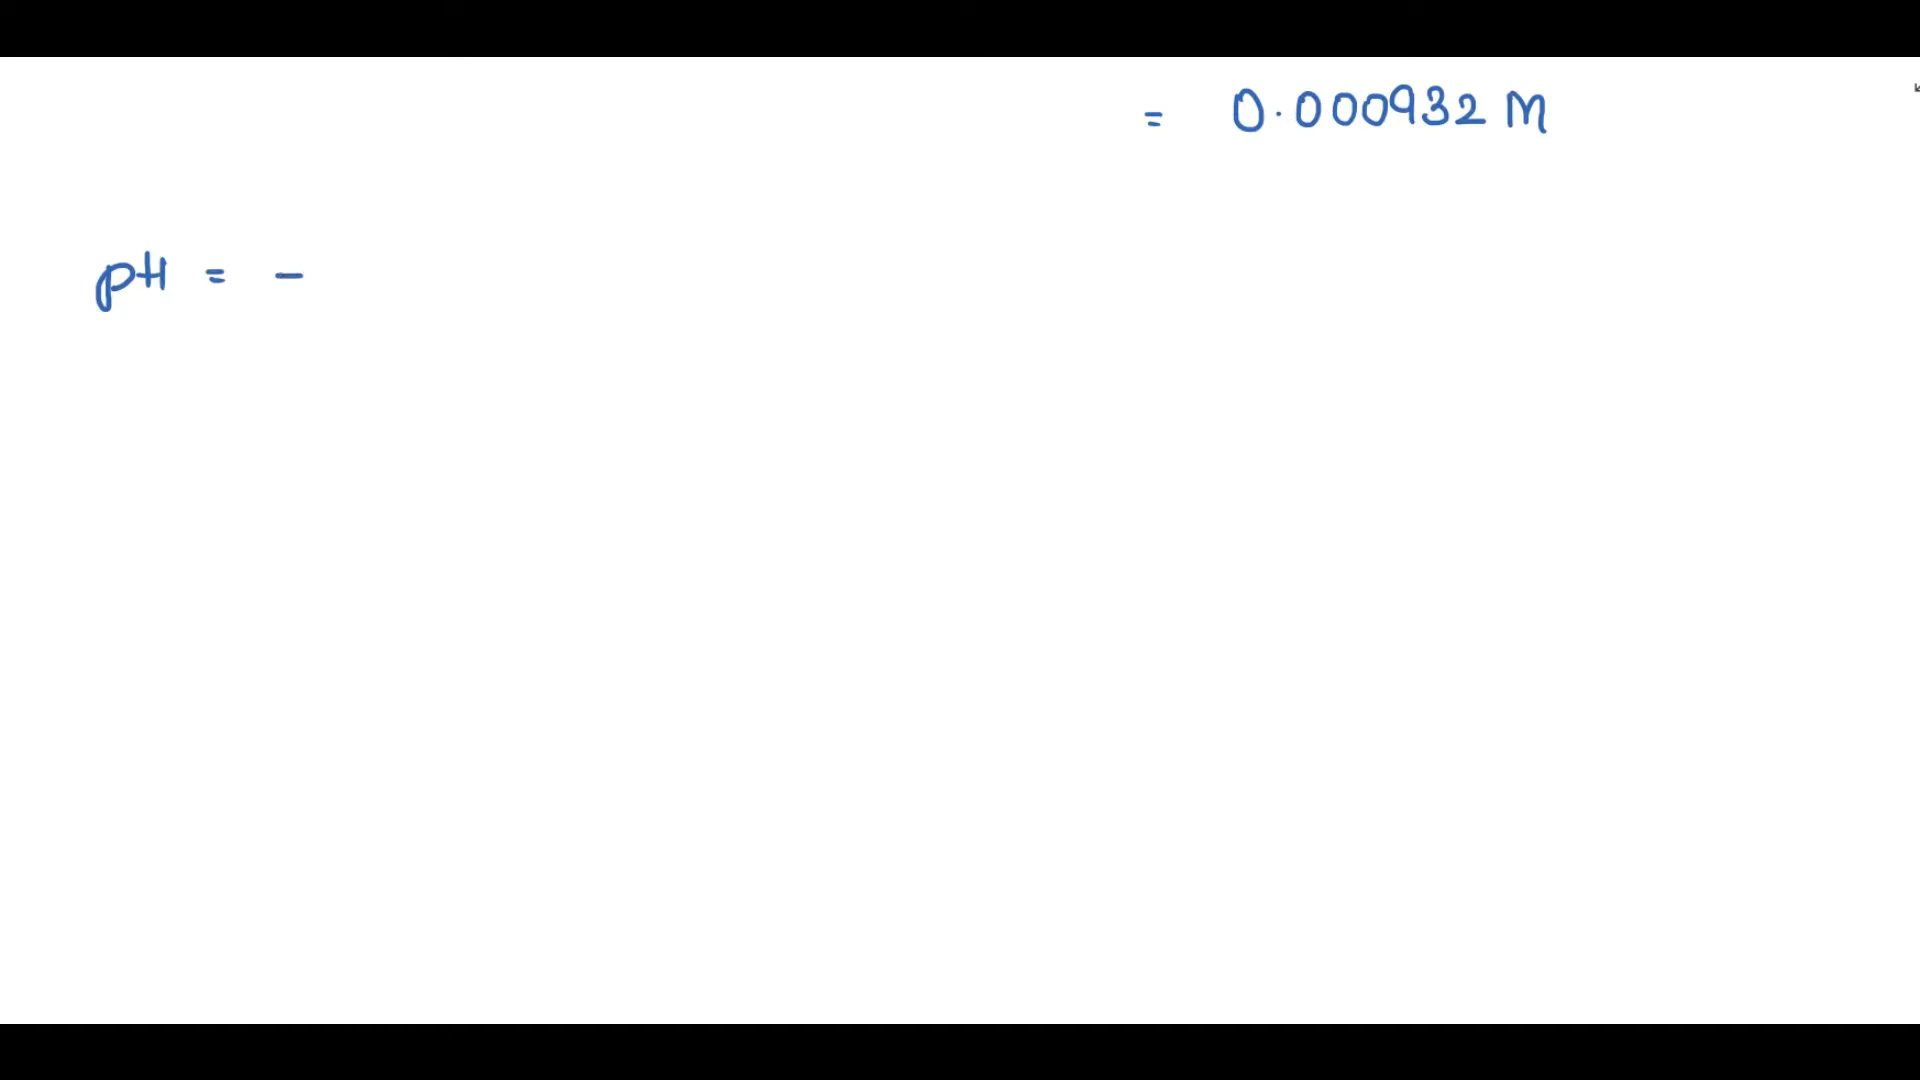 = 0.000932 M
pH = -